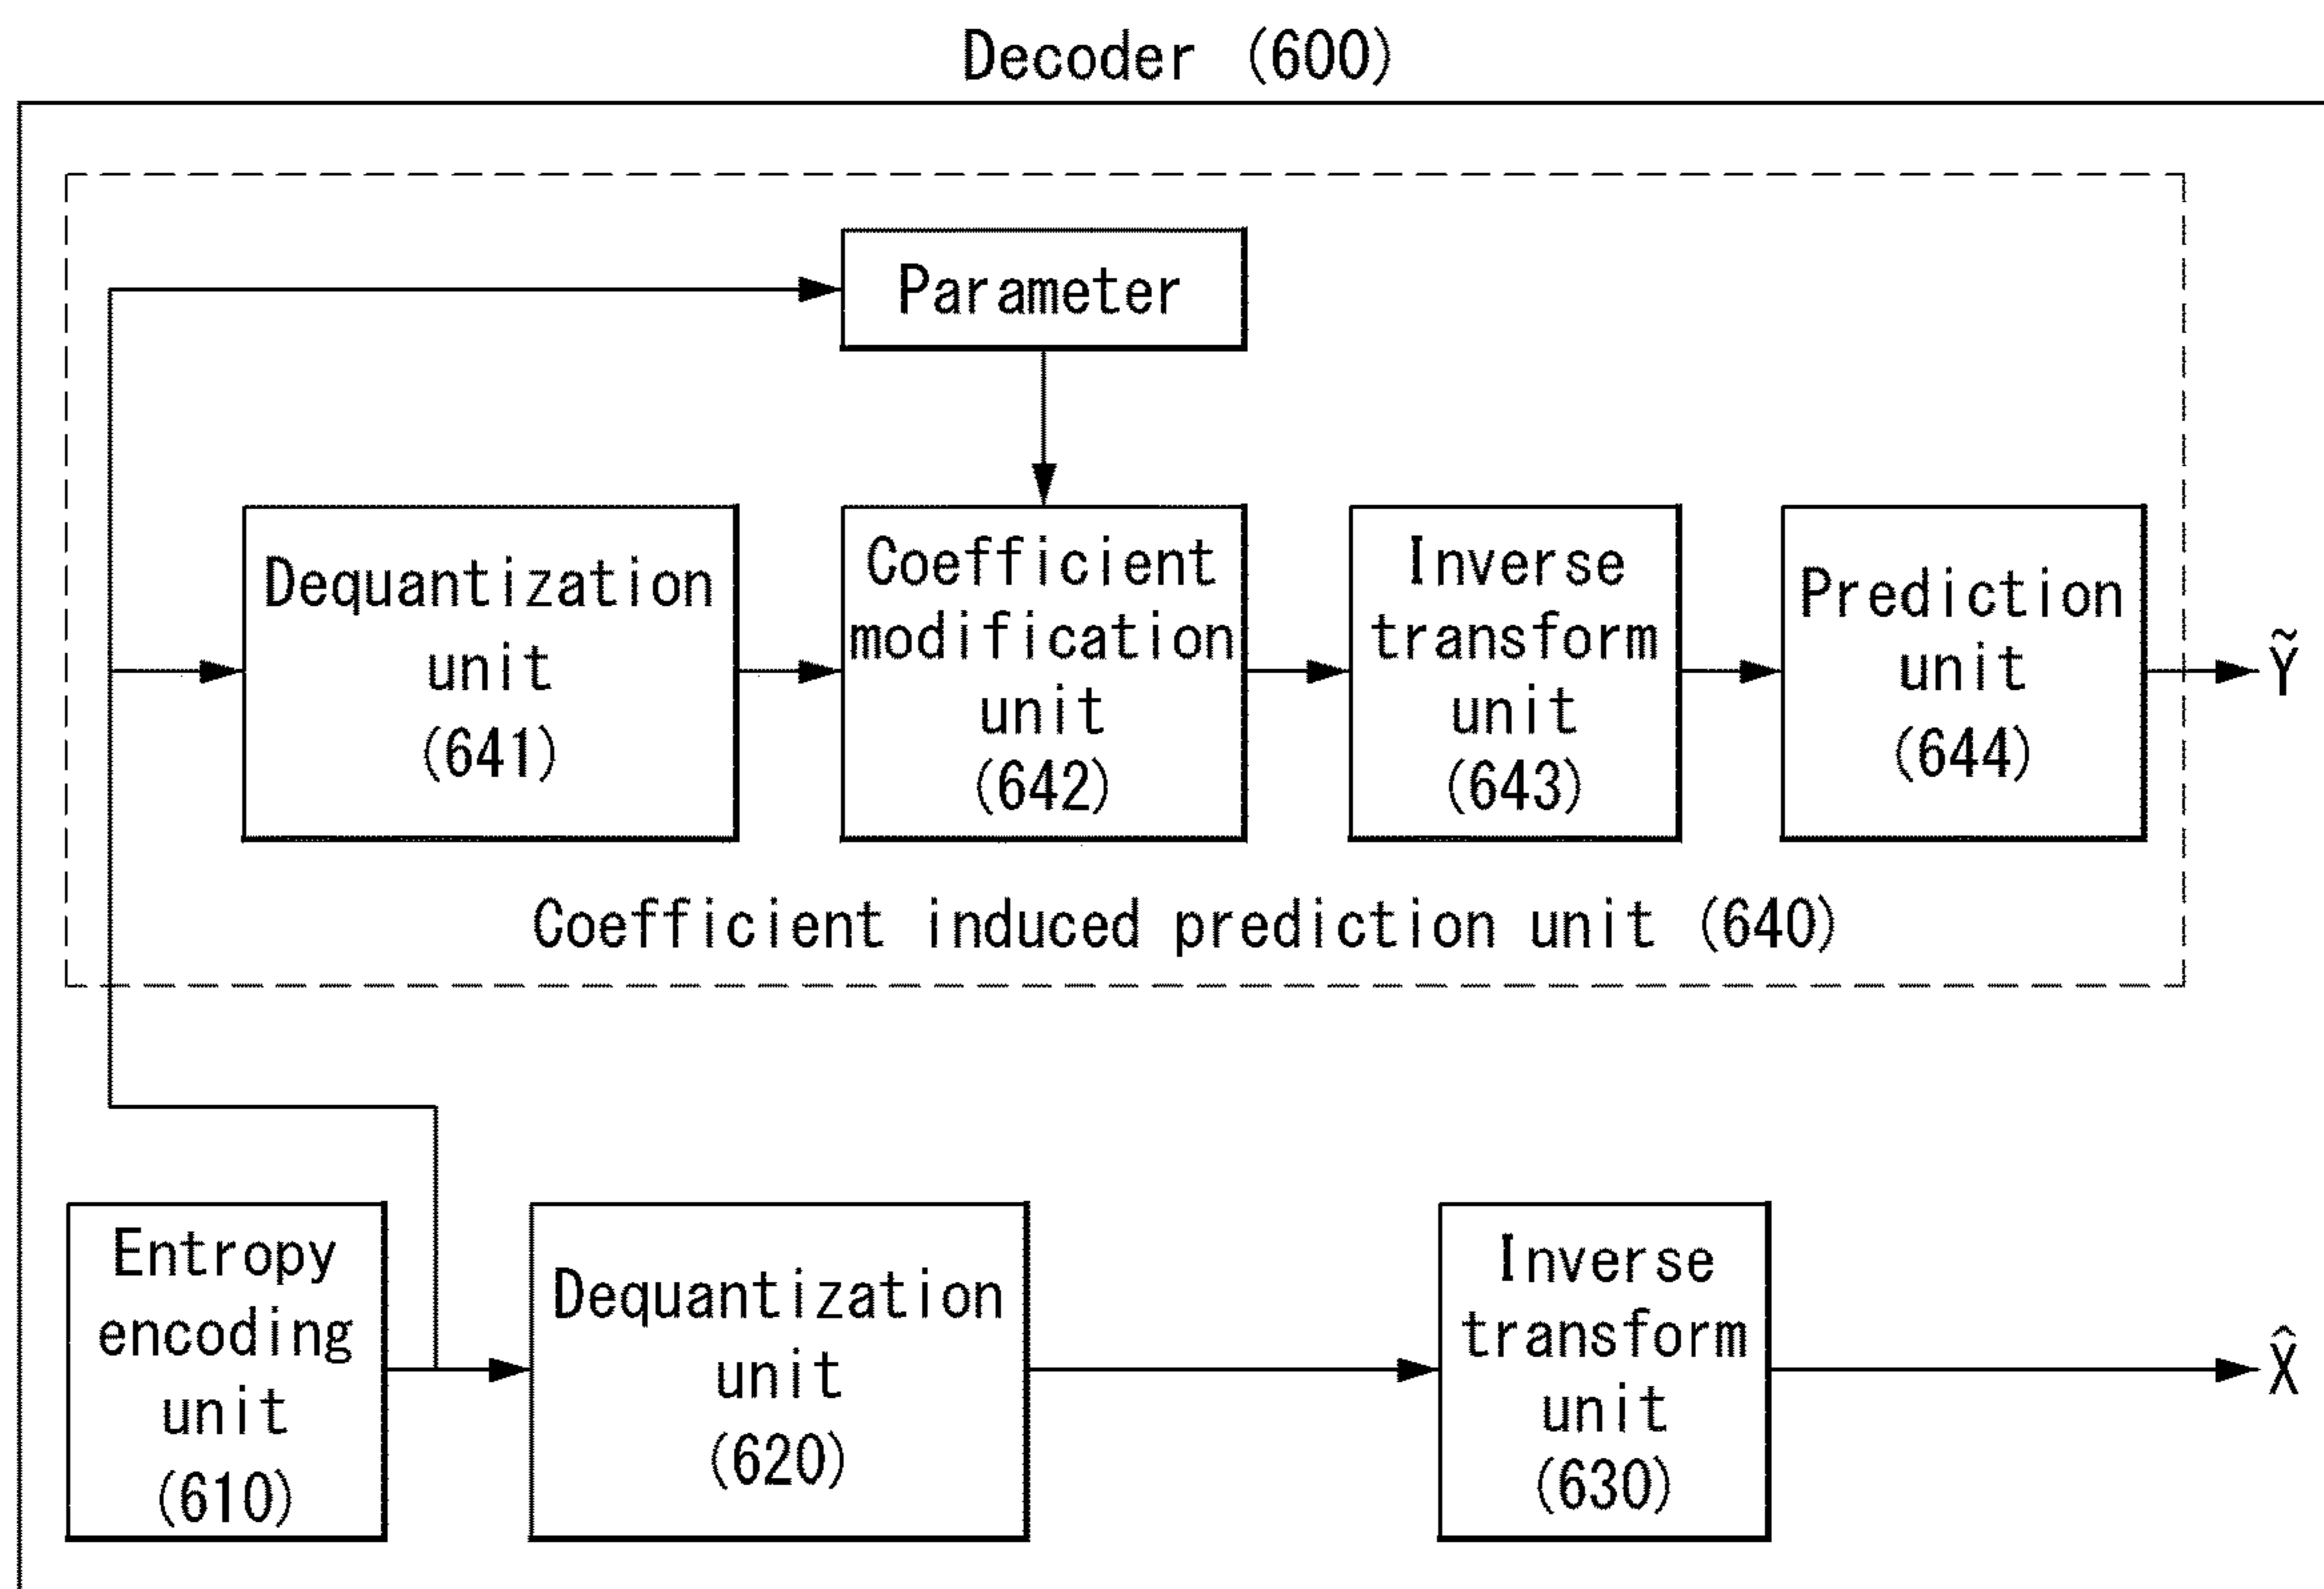 Decoder (600)
Parameter
Dequantization
unit
(641)
Coefficient
modification
unit
(642)
Inverse
transform
unit
(643)
Prediction
unit
(644)
Ỹ
Coefficient induced prediction unit (640)
Entropy
encoding
unit
(610)
Dequantization
unit
(620)
Inverse
transform
unit
(630)
X̂